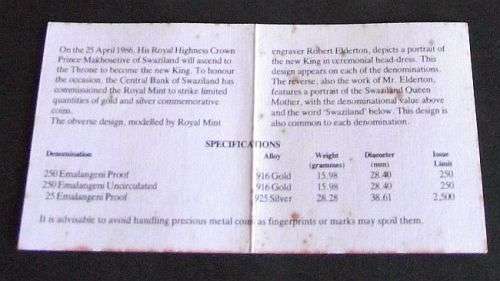 On the 25 April 1986, His Royal Highness Crown
Prince Makhosetive of Swaziland will ascend to
the Throne to become the new King. To honour
the occasion, the Central Bank of Swaziland has
commissioned the Royal Mint to strike limited
quantities of gold and silver commemorative
coins.
The obverse design, modelled by Royal Mint
engraver Robert Elderton, depicts a portrait of
the new King in ceremonial head-dress. This
design appears on each of the denominations.
The reverse, also the work of Mr. Elderton,
features a portrait of the Swaziland Queen
Mother, with the denominational value above
and the word 'Swaziland' below. This design is
also common to each denomination.
SPECIFICATIONS
Denomination Alloy Weight (grammes) Diameter (mm) Issue Limit
250 Emalangeni Proof 916 Gold 15.98 28.40 250
250 Emalangeni Uncirculated 916 Gold 15.98 28.40 250
25 Emalangeni Proof 925 Silver 28.28 38.61 2,500
It is advisable to avoid handling precious metal coins as fingerprints or marks may spoil them.